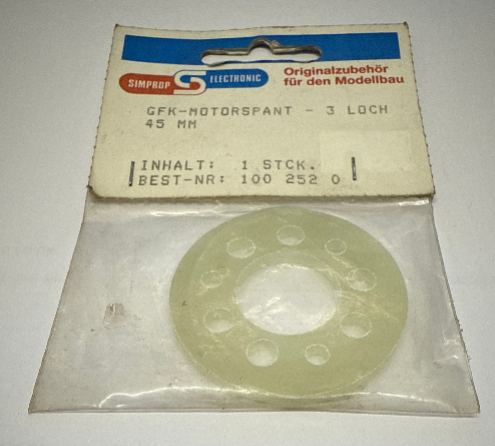 SIMPROP ELECTRONIC
Originalzubehör
für den Modellbau
GFK-MOTORSPANT - 3 LOCH
45 MM
INHALT: 1 STCK.
BEST-NR: 100 252 0